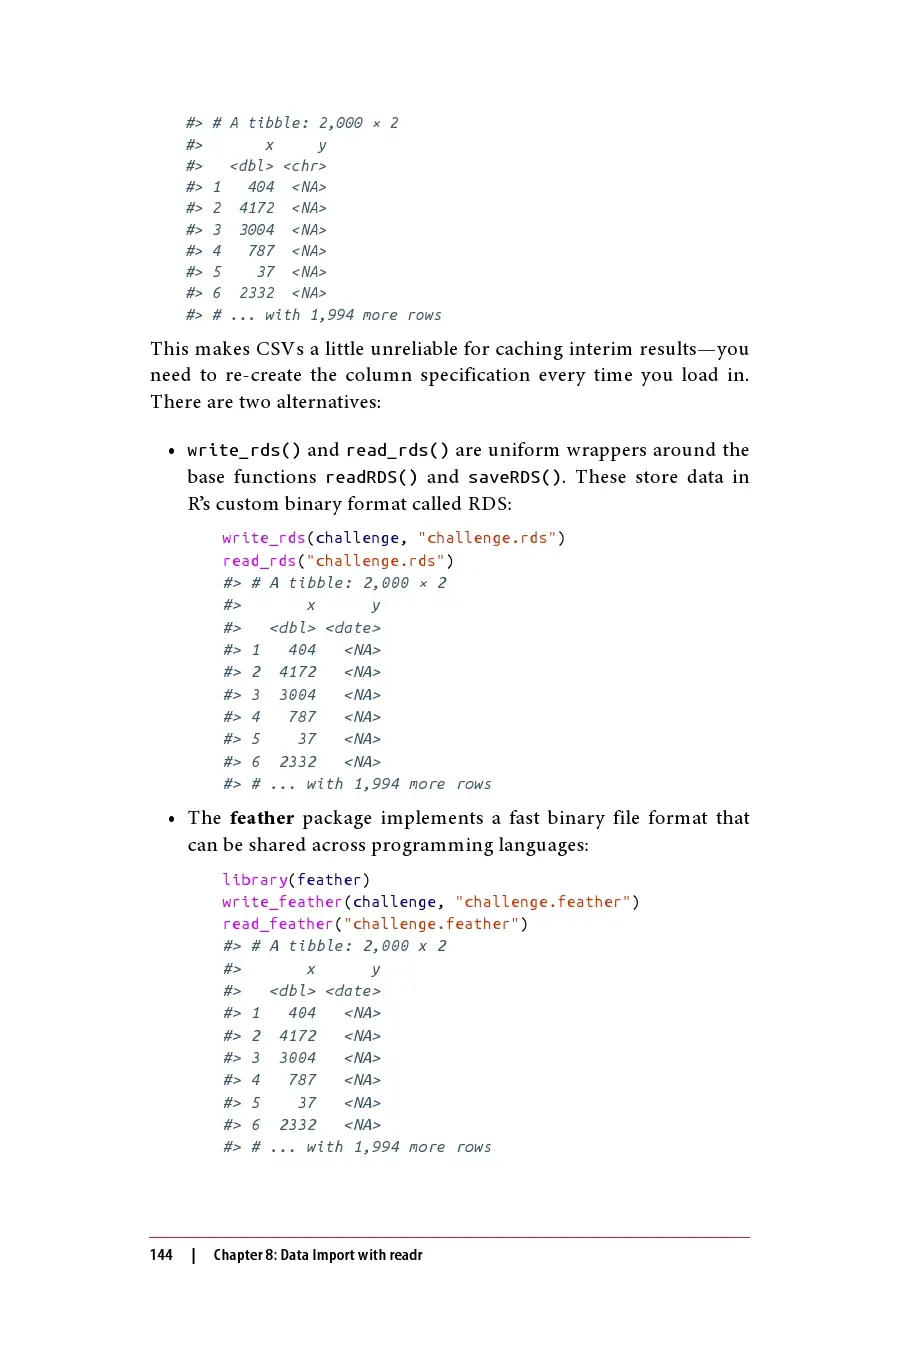 #> # A tibble: 2,000 × 2
#>       x     y
#>   <dbl> <chr>
#> 1   404  <NA>
#> 2  4172  <NA>
#> 3  3004  <NA>
#> 4   787  <NA>
#> 5    37  <NA>
#> 6  2332  <NA>
#> # ... with 1,994 more rows
This makes CSVs a little unreliable for caching interim results—you
need to re-create the column specification every time you load in.
There are two alternatives:
• write_rds() and read_rds() are uniform wrappers around the
base functions readRDS() and saveRDS(). These store data in
R's custom binary format called RDS:
write_rds(challenge, "challenge.rds")
read_rds("challenge.rds")
#> # A tibble: 2,000 × 2
#>       x      y
#>   <dbl> <date>
#> 1   404   <NA>
#> 2  4172   <NA>
#> 3  3004   <NA>
#> 4   787   <NA>
#> 5    37   <NA>
#> 6  2332   <NA>
#> # ... with 1,994 more rows
• The feather package implements a fast binary file format that
can be shared across programming languages:
library(feather)
write_feather(challenge, "challenge.feather")
read_feather("challenge.feather")
#> # A tibble: 2,000 x 2
#>       x      y
#>   <dbl> <date>
#> 1   404   <NA>
#> 2  4172   <NA>
#> 3  3004   <NA>
#> 4   787   <NA>
#> 5    37   <NA>
#> 6  2332   <NA>
#> # ... with 1,994 more rows
144 | Chapter 8: Data Import with readr